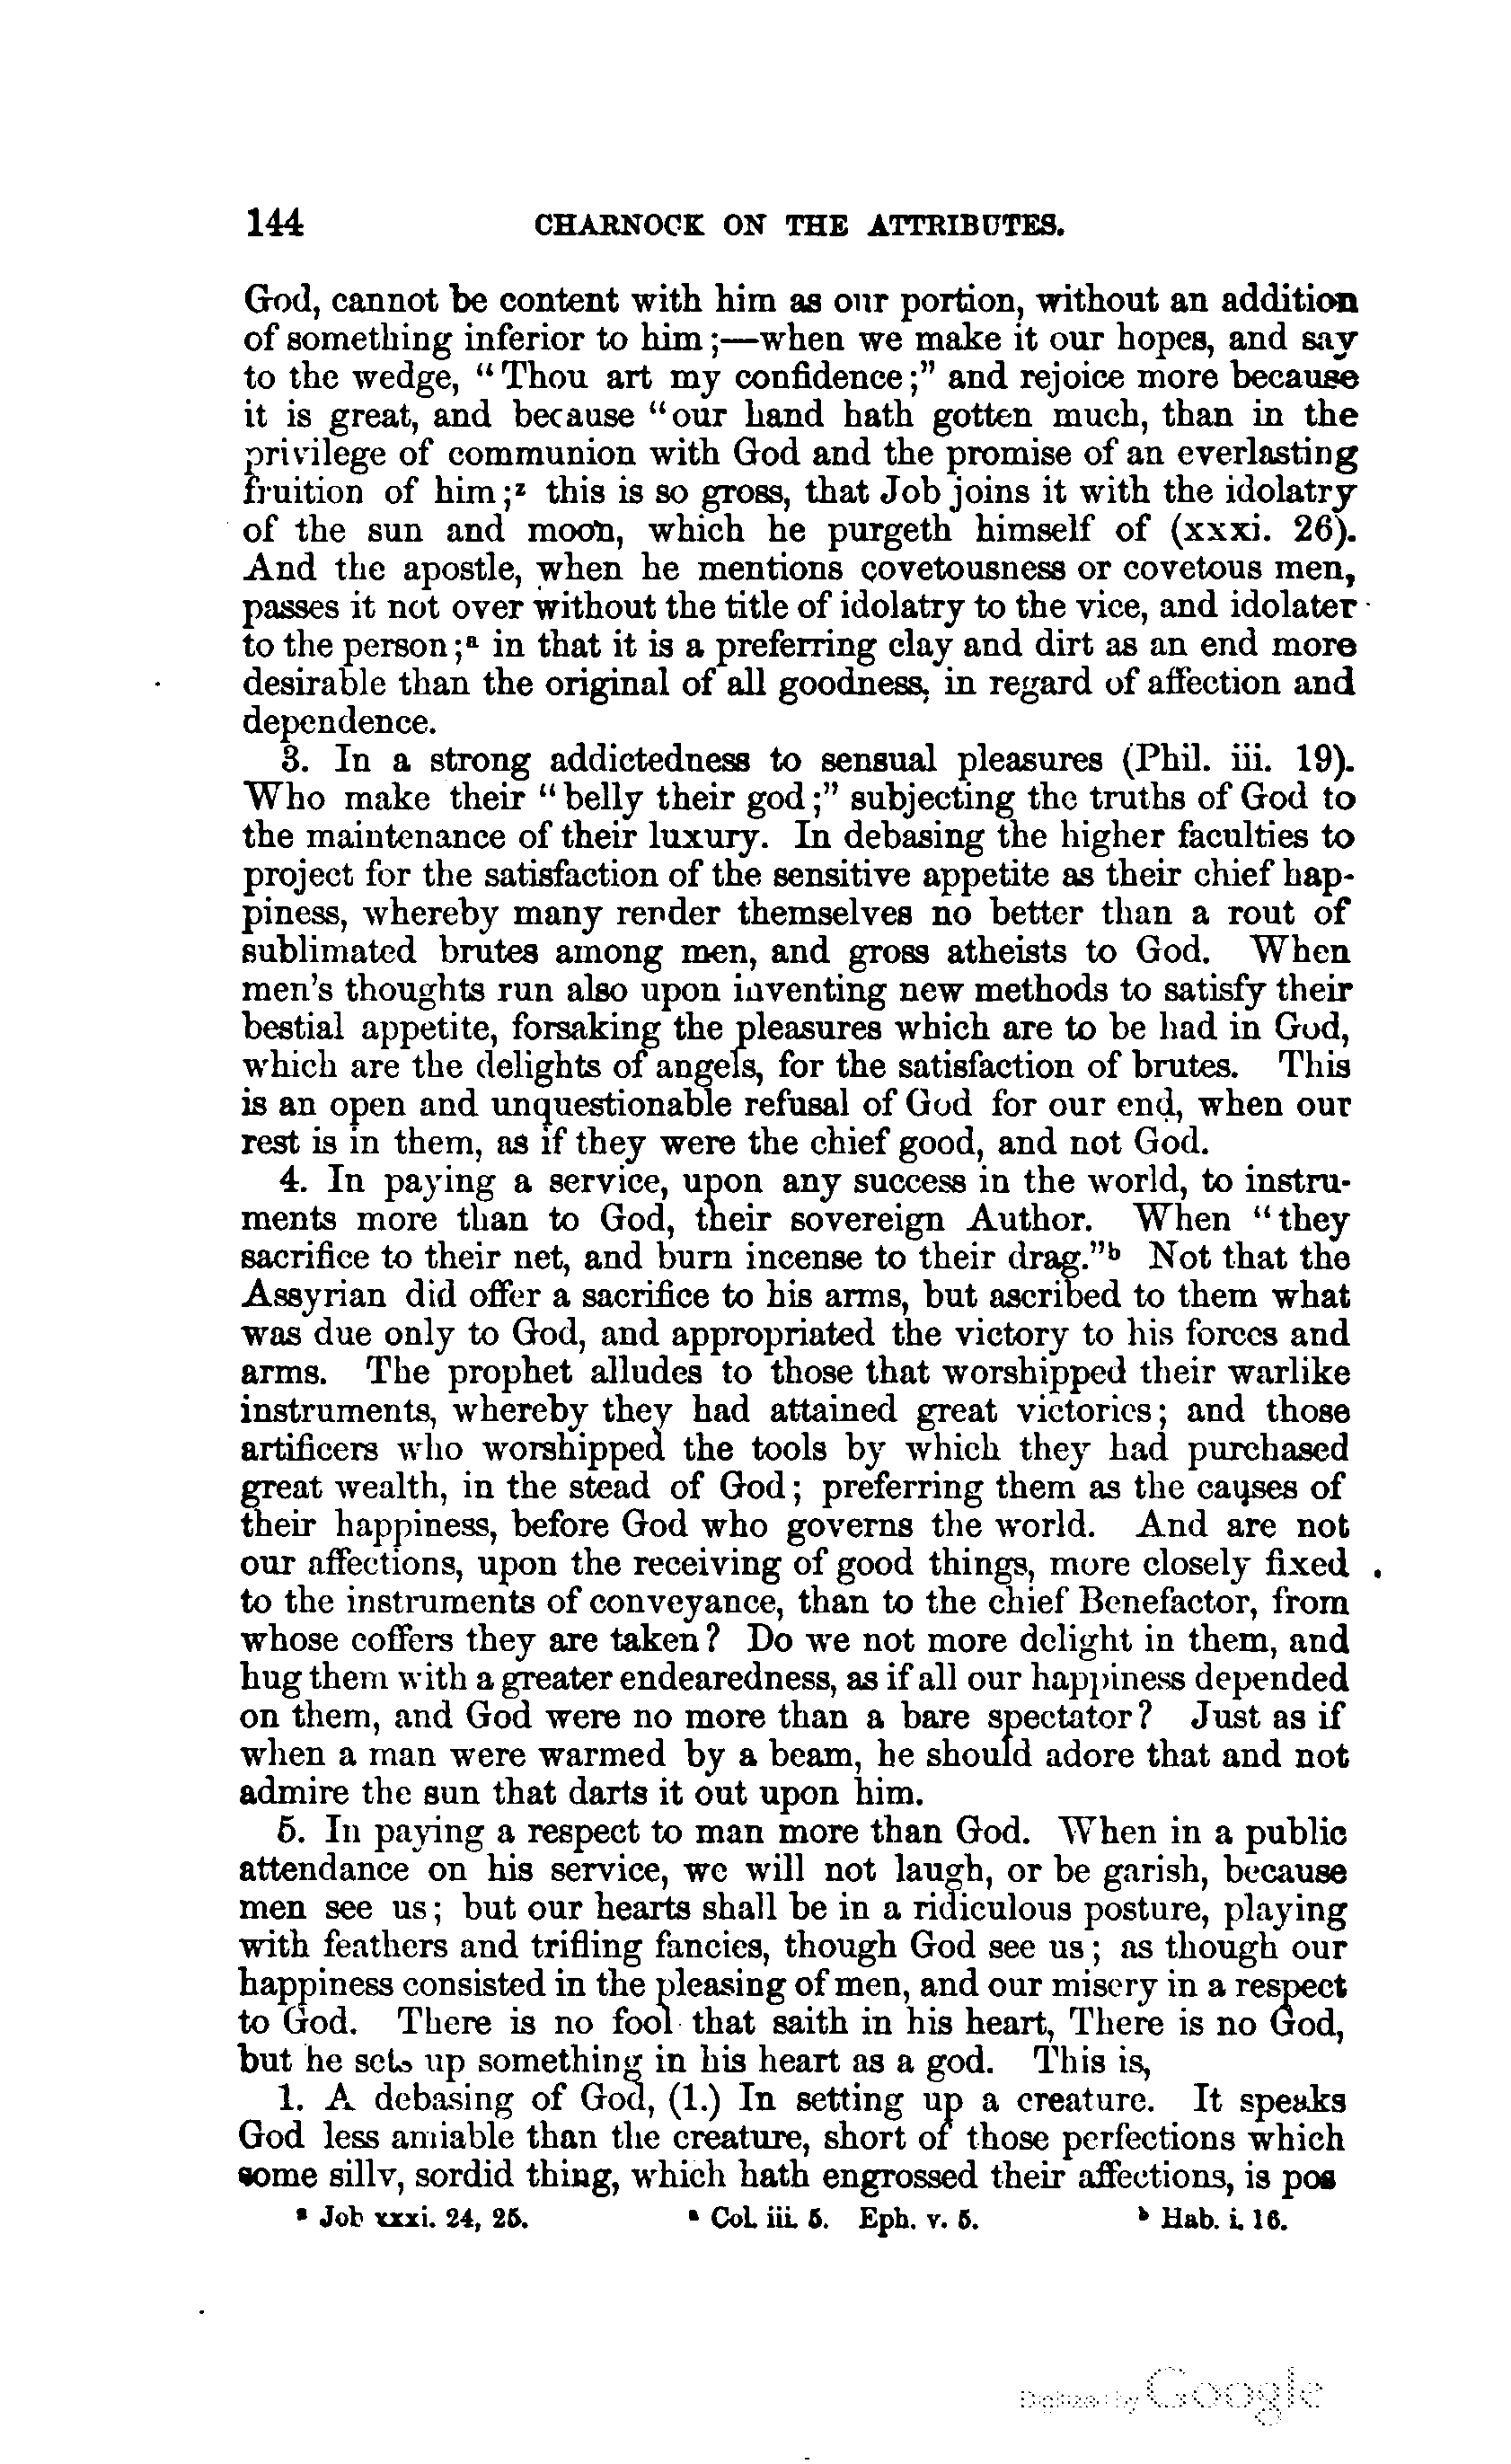 144 CHARNOCK ON THE ATTRIBUTES.
God, cannot be content with him as our portion, without an addition
of something inferior to him ;—when we make it our hopes, and say
to the wedge, “Thou art my confidence ;” and rejoice more because
it is great, and because “our hand hath gotten much, than in the
privilege of communion with God and the promise of an everlasting
fruition of him ;ᶻ this is so gross, that Job joins it with the idolatry
of the sun and moon, which he purgeth himself of (xxxi. 26).
And the apostle, when he mentions covetousness or covetous men,
passes it not over without the title of idolatry to the vice, and idolater
to the person ;ᵃ in that it is a preferring clay and dirt as an end more
desirable than the original of all goodness, in regard of affection and
dependence.
3. In a strong addictedness to sensual pleasures (Phil. iii. 19).
Who make their “belly their god ;” subjecting the truths of God to
the maintenance of their luxury. In debasing the higher faculties to
project for the satisfaction of the sensitive appetite as their chief hap-
piness, whereby many render themselves no better than a rout of
sublimated brutes among men, and gross atheists to God. When
men's thoughts run also upon inventing new methods to satisfy their
bestial appetite, forsaking the pleasures which are to be had in God,
which are the delights of angels, for the satisfaction of brutes. This
is an open and unquestionable refusal of God for our end, when our
rest is in them, as if they were the chief good, and not God.
4. In paying a service, upon any success in the world, to instru-
ments more than to God, their sovereign Author. When “they
sacrifice to their net, and burn incense to their drag.”ᵇ Not that the
Assyrian did offer a sacrifice to his arms, but ascribed to them what
was due only to God, and appropriated the victory to his forces and
arms. The prophet alludes to those that worshipped their warlike
instruments, whereby they had attained great victories; and those
artificers who worshipped the tools by which they had purchased
great wealth, in the stead of God; preferring them as the causes of
their happiness, before God who governs the world. And are not
our affections, upon the receiving of good things, more closely fixed
to the instruments of conveyance, than to the chief Benefactor, from
whose coffers they are taken? Do we not more delight in them, and
hug them with a greater endearedness, as if all our happiness depended
on them, and God were no more than a bare spectator? Just as if
when a man were warmed by a beam, he should adore that and not
admire the sun that darts it out upon him.
5. In paying a respect to man more than God. When in a public
attendance on his service, we will not laugh, or be garish, because
men see us; but our hearts shall be in a ridiculous posture, playing
with feathers and trifling fancies, though God see us; as though our
happiness consisted in the pleasing of men, and our misery in a respect
to God. There is no fool that saith in his heart, There is no God,
but he sets up something in his heart as a god. This is,
1. A debasing of God, (1.) In setting up a creature. It speaks
God less amiable than the creature, short of those perfections which
some silly, sordid thing, which hath engrossed their affections, is pos
ᶻ Job xxxi. 24, 25. ᵃ Col. iii. 5. Eph. v. 5. ᵇ Hab. i. 16.
Digitized by Google